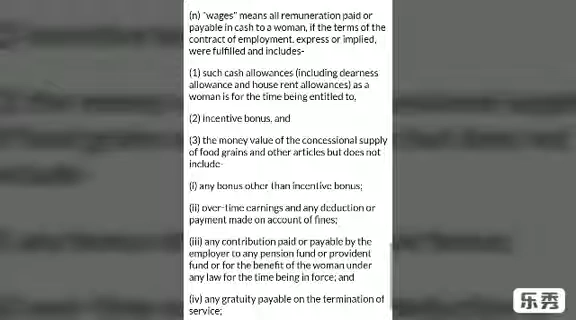 (n) "wages" means all remuneration paid or
payable in cash to a woman, if the terms of the
contract of employment, express or implied,
were fulfilled and includes-
(1) such cash allowances (including dearness
allowance and house rent allowances) as a
woman is for the time being entitled to,
(2) incentive bonus, and
(3) the money value of the concessional supply
of food grains and other articles but does not
include-
(i) any bonus other than incentive bonus;
(ii) over-time earnings and any deduction or
payment made on account of fines;
(iii) any contribution paid or payable by the
employer to any pension fund or provident
fund or for the benefit of the woman under
any law for the time being in force; and
(iv) any gratuity payable on the termination of
service;
乐秀